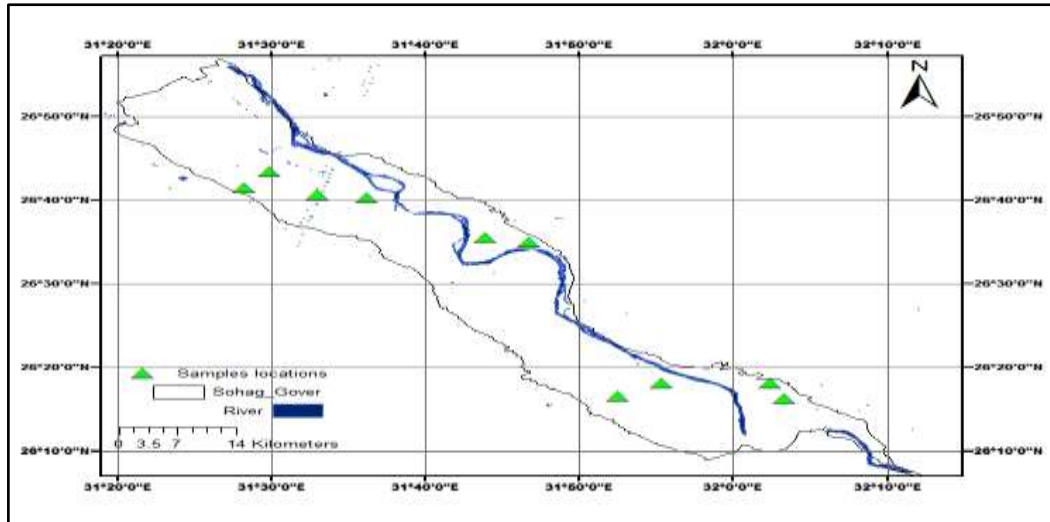 31°20'0"E 31°30'0"E 31°40'0"E 31°50'0"E 32°0'0"E 32°10'0"E
N
26°50'0"N 26°50'0"N
26°40'0"N 26°40'0"N
26°30'0"N 26°30'0"N
26°20'0"N 26°20'0"N
Samples locations
Sohag_Gover
River
0 3.5 7 14 Kilometers
26°10'0"N 26°10'0"N
31°20'0"E 31°30'0"E 31°40'0"E 31°50'0"E 32°0'0"E 32°10'0"E